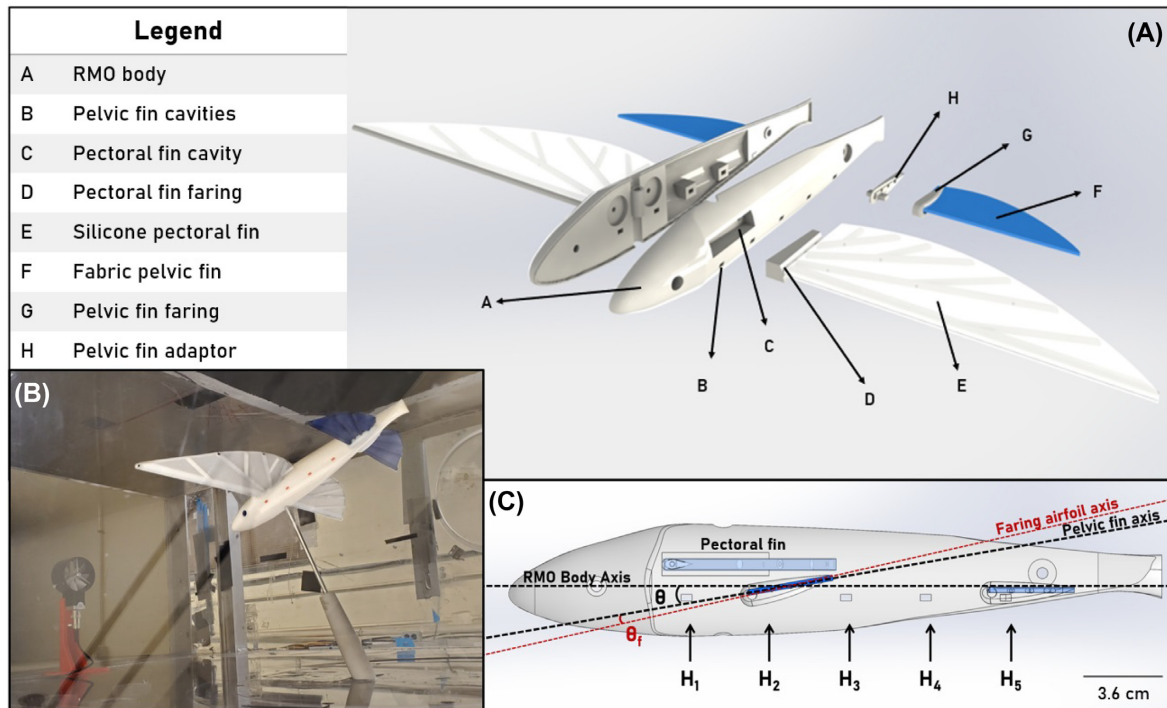 Legend
A RMO body
B Pelvic fin cavities
C Pectoral fin cavity
D Pectoral fin faring
E Silicone pectoral fin
F Fabric pelvic fin
G Pelvic fin faring
H Pelvic fin adaptor
(A)
H
G
F
A
B
C
D
E
(B)
(C)
Faring airfoil axis
Pelvic fin axis
Pectoral fin
RMO Body Axis
θ
θf
H1
H2
H3
H4
H5
3.6 cm